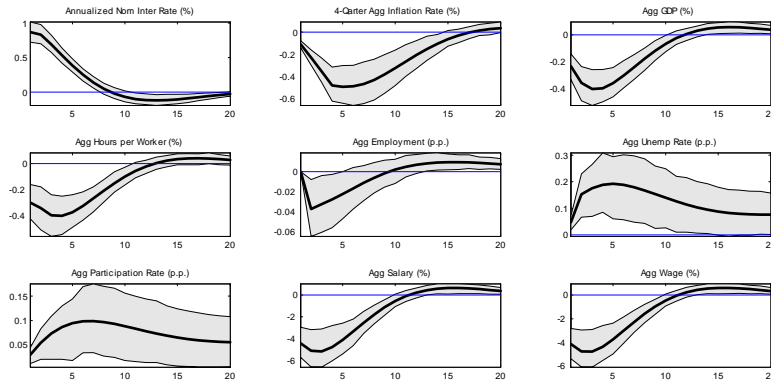 Annualized Nom Inter Rate (%)
1
0.5
0
5 10 15 20
4-Qarter Agg Inflation Rate (%)
0
-0.2
-0.4
-0.6
5 10 15 20
Agg GDP (%)
0
-0.2
-0.4
5 10 15 20
Agg Hours per Worker (%)
0
-0.2
-0.4
5 10 15 20
Agg Employment (p.p.)
0
-0.02
-0.04
-0.06
5 10 15 20
Agg Unemp Rate (p.p.)
0.3
0.2
0.1
0
5 10 15 20
Agg Participation Rate (p.p.)
0.15
0.1
0.05
5 10 15 20
Agg Salary (%)
0
-2
-4
-6
5 10 15 20
Agg Wage (%)
0
-2
-4
-6
5 10 15 20